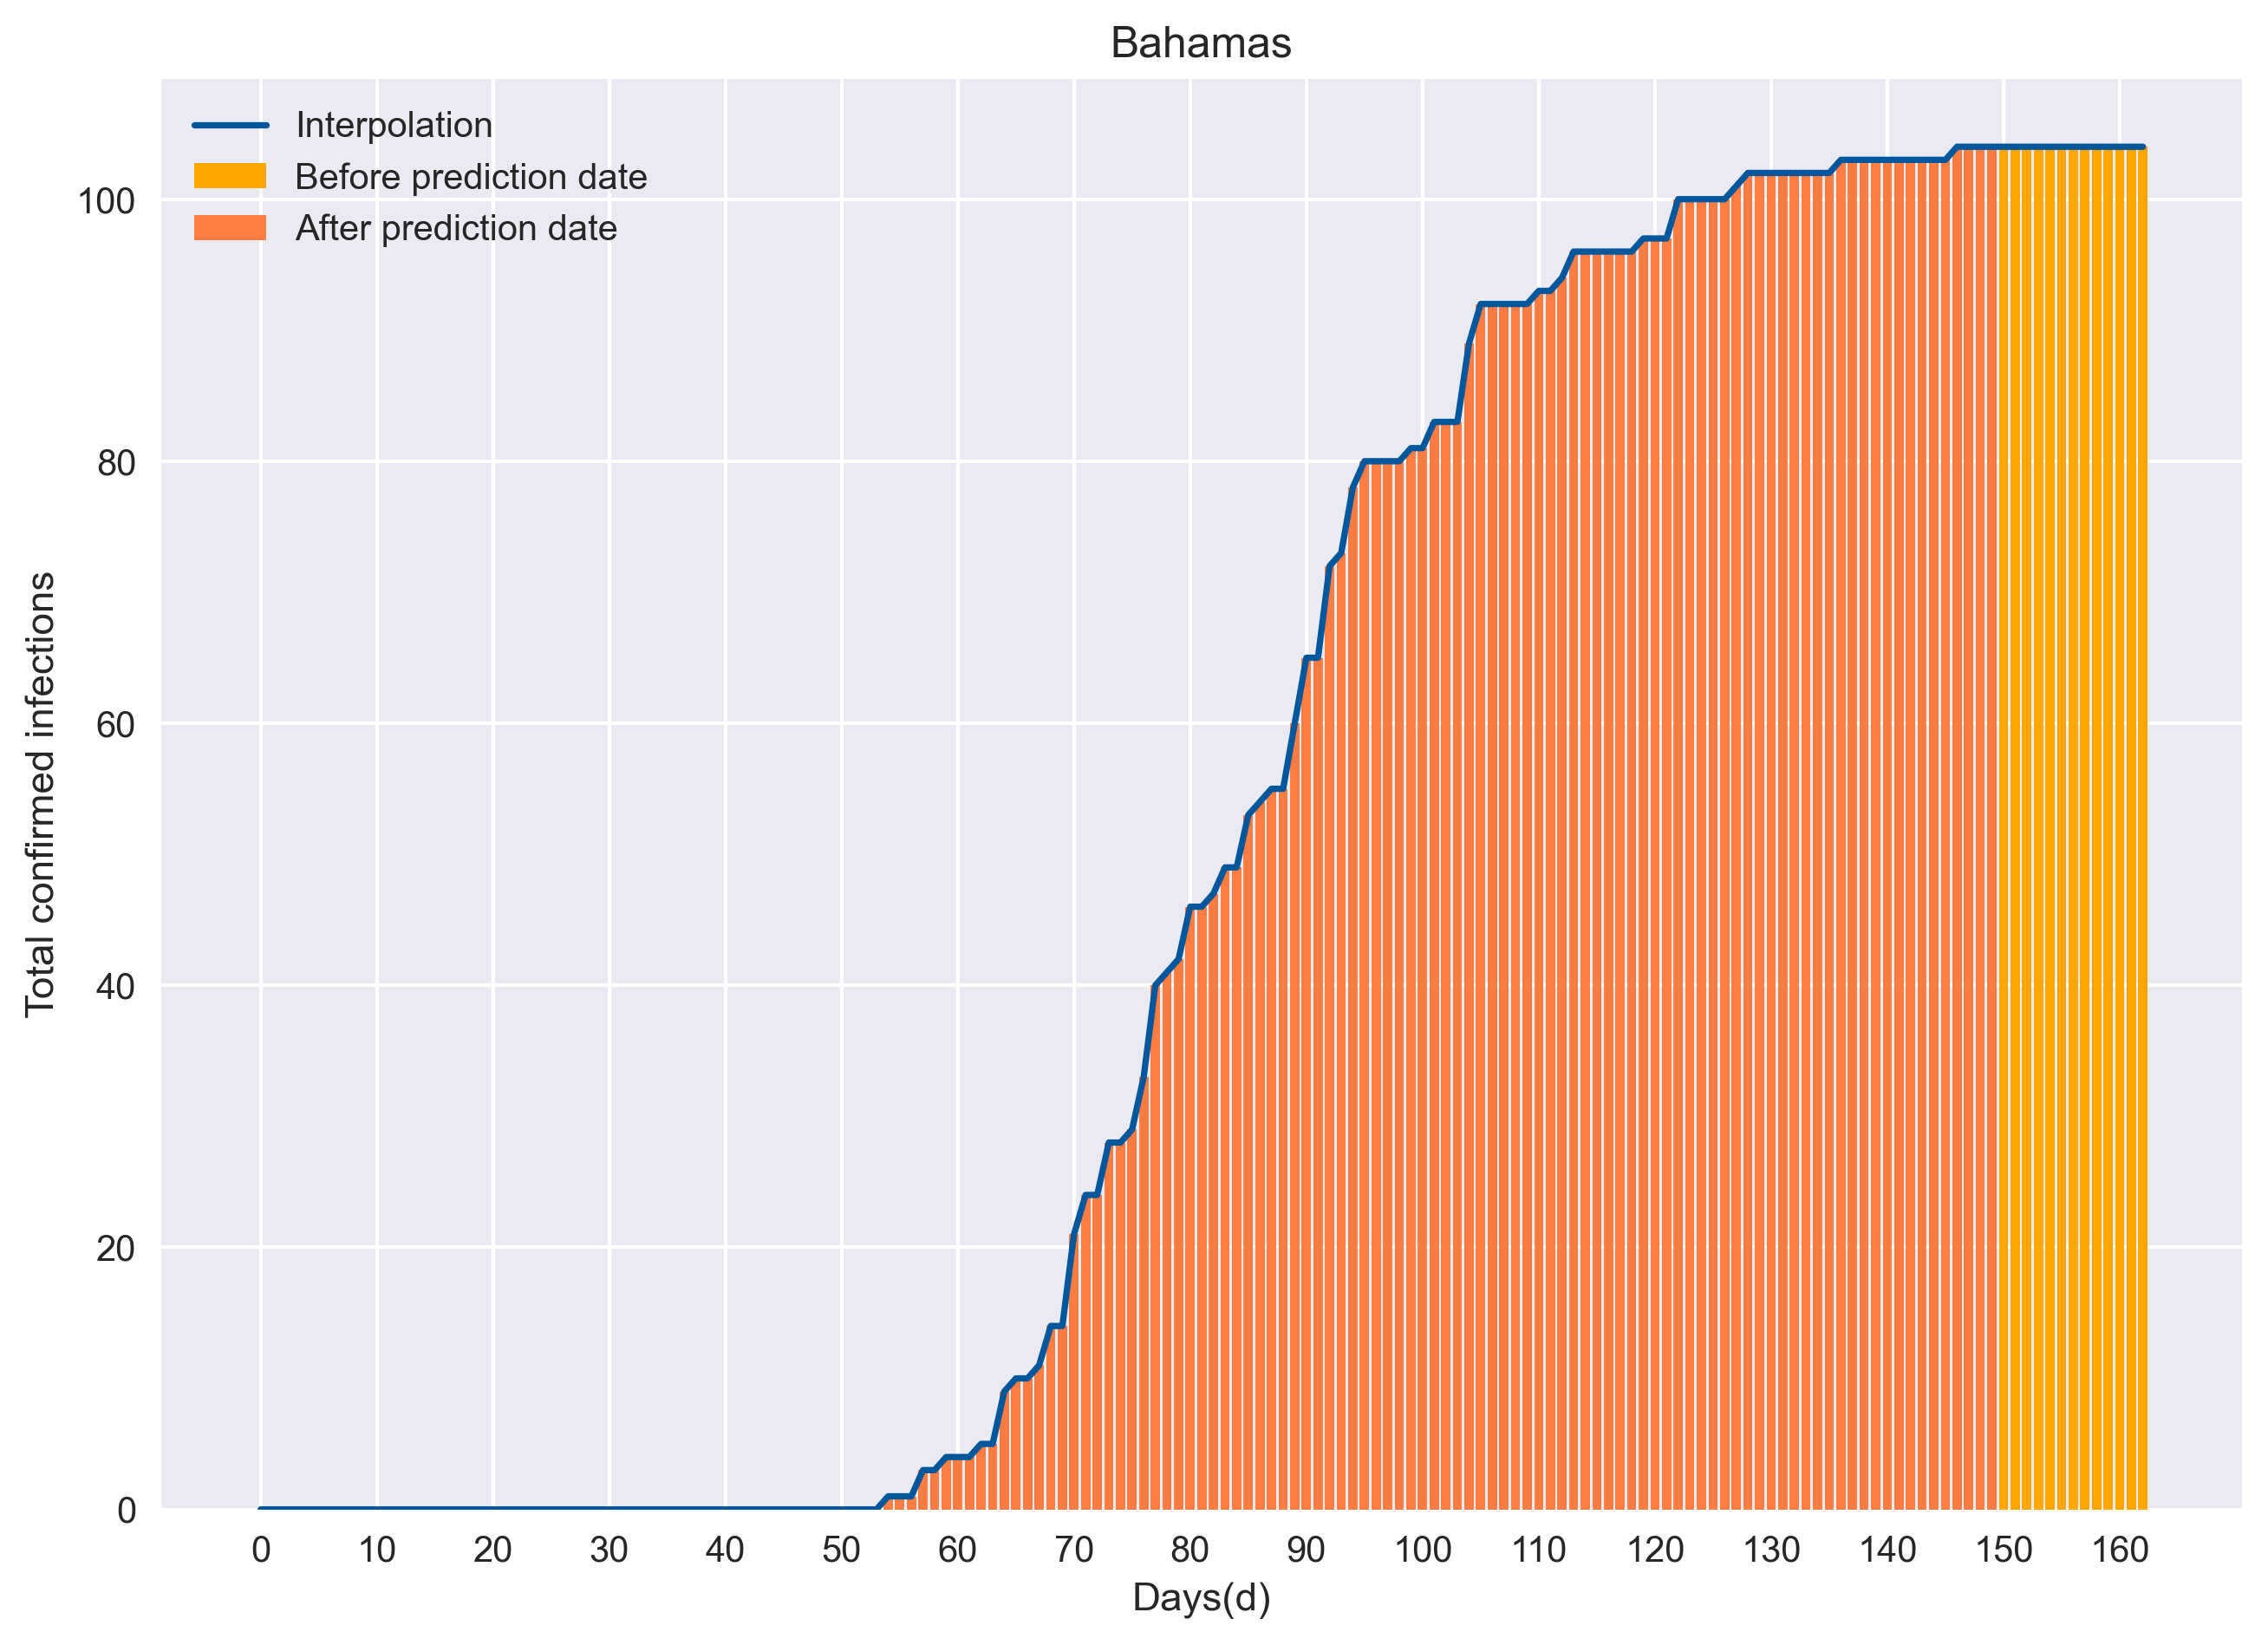 Bahamas
Interpolation
Before prediction date
After prediction date
Total confirmed infections
100
80
60
40
20
0
0 10 20 30 40 50 60 70 80 90 100 110 120 130 140 150 160
Days(d)